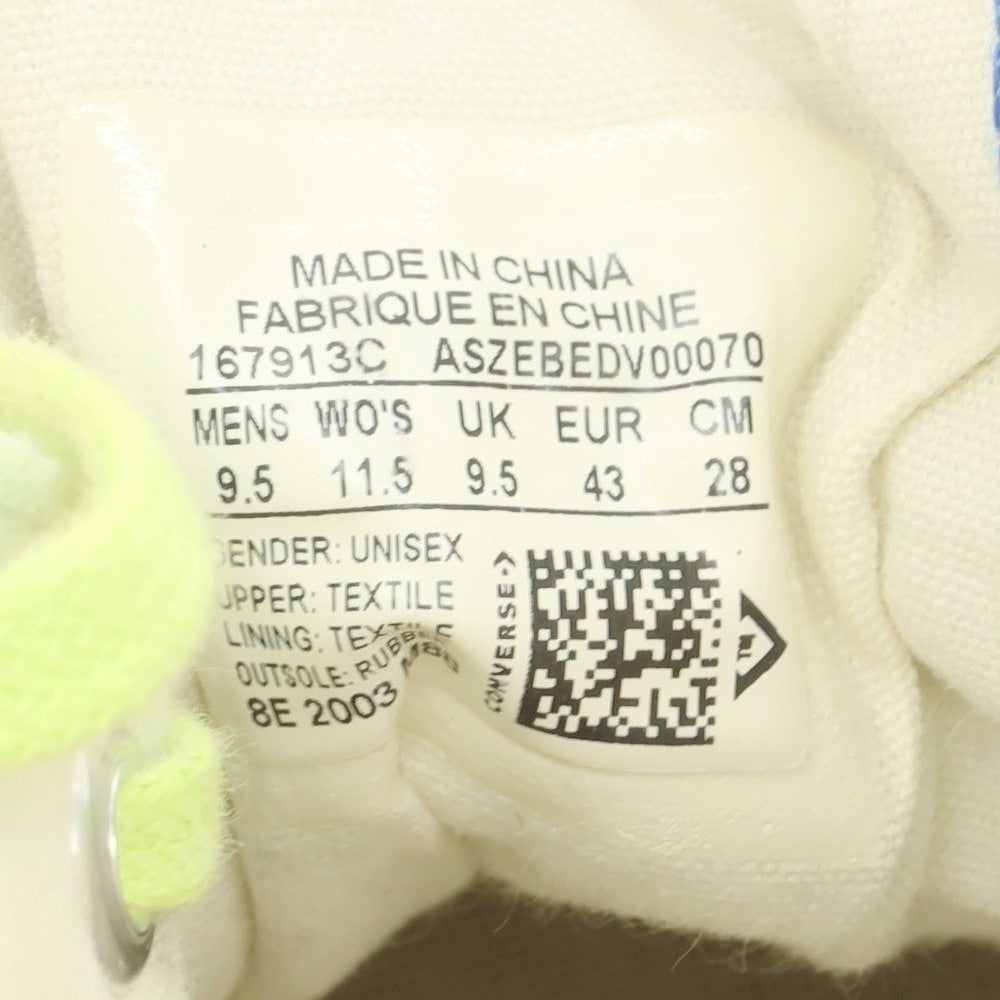 MADE IN CHINA
FABRIQUE EN CHINE
167913C ASZEBEDV00070
MENS WO'S UK EUR CM
9.5 11.5 9.5 43 28
GENDER: UNISEX
UPPER: TEXTILE
LINING: TEXTILE
OUTSOLE: RUBBER
8E 2003
CONVERSE
TM